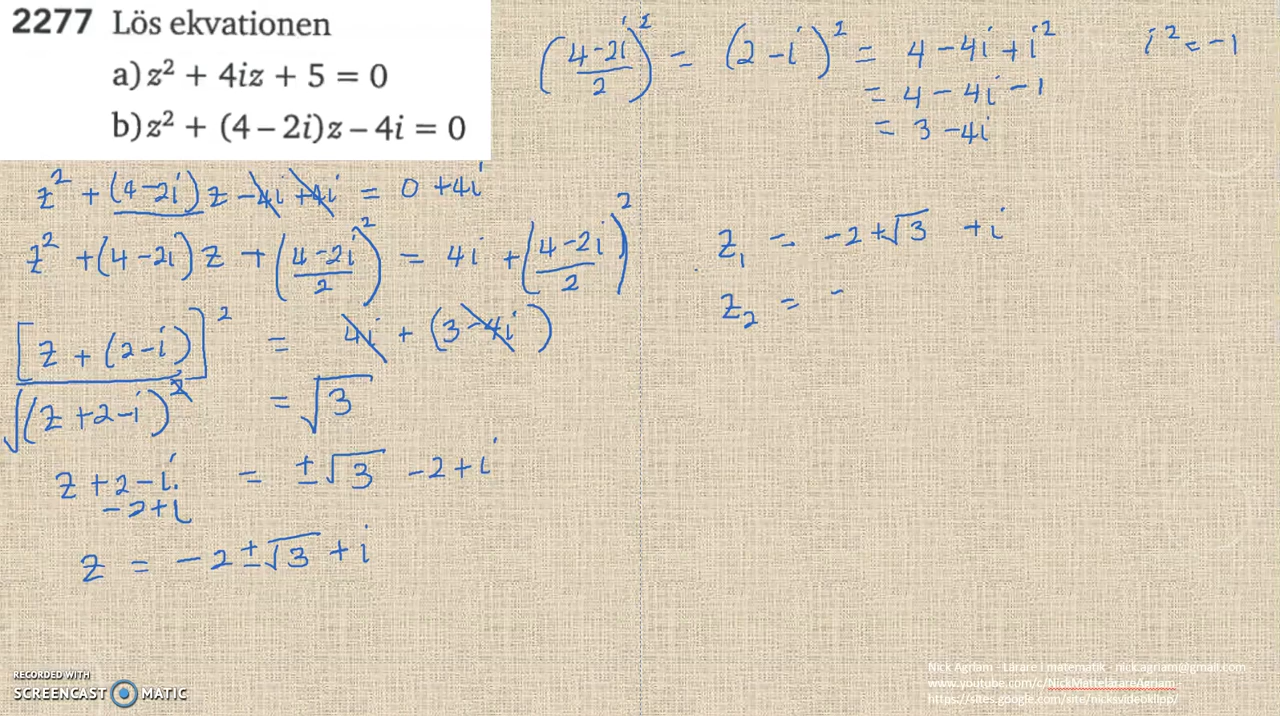 2277 Lös ekvationen
a) z² + 4iz + 5 = 0
b) z² + (4 – 2i)z – 4i = 0
z² + (4-2i) z -4i +4i = 0 +4i
z² +(4-2i) z + ((4-2i)/2)² = 4i + ((4-2i)/2)²
[z + (2-i)]² = 4i + (3-4i)
√(z+2-i)² = √3
z+2-i = ±√3 -2+i
-2+i
z = -2±√3 +i
((4-2i)/2)² = (2-i)² = 4-4i+i²
= 4-4i-1
= 3-4i
i² = -1
z₁ = -2+√3 +i
z₂ = -
RECORDED WITH
SCREENCAST MATIC
Nick Agriam - Lärare i matematik - nick.agriam@gmail.com
www.youtube.com/c/NickMattelärareAgriam-
https://sites.google.com/site/nicksvideoklipp/